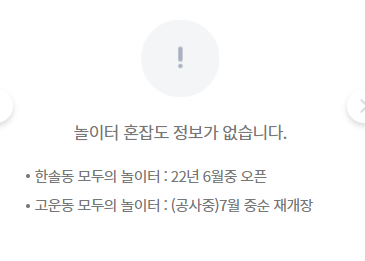 !
놀이터 혼잡도 정보가 없습니다.
• 한솔동 모두의 놀이터 : 22년 6월중 오픈
• 고운동 모두의 놀이터 : (공사중)7월 중순 재개장